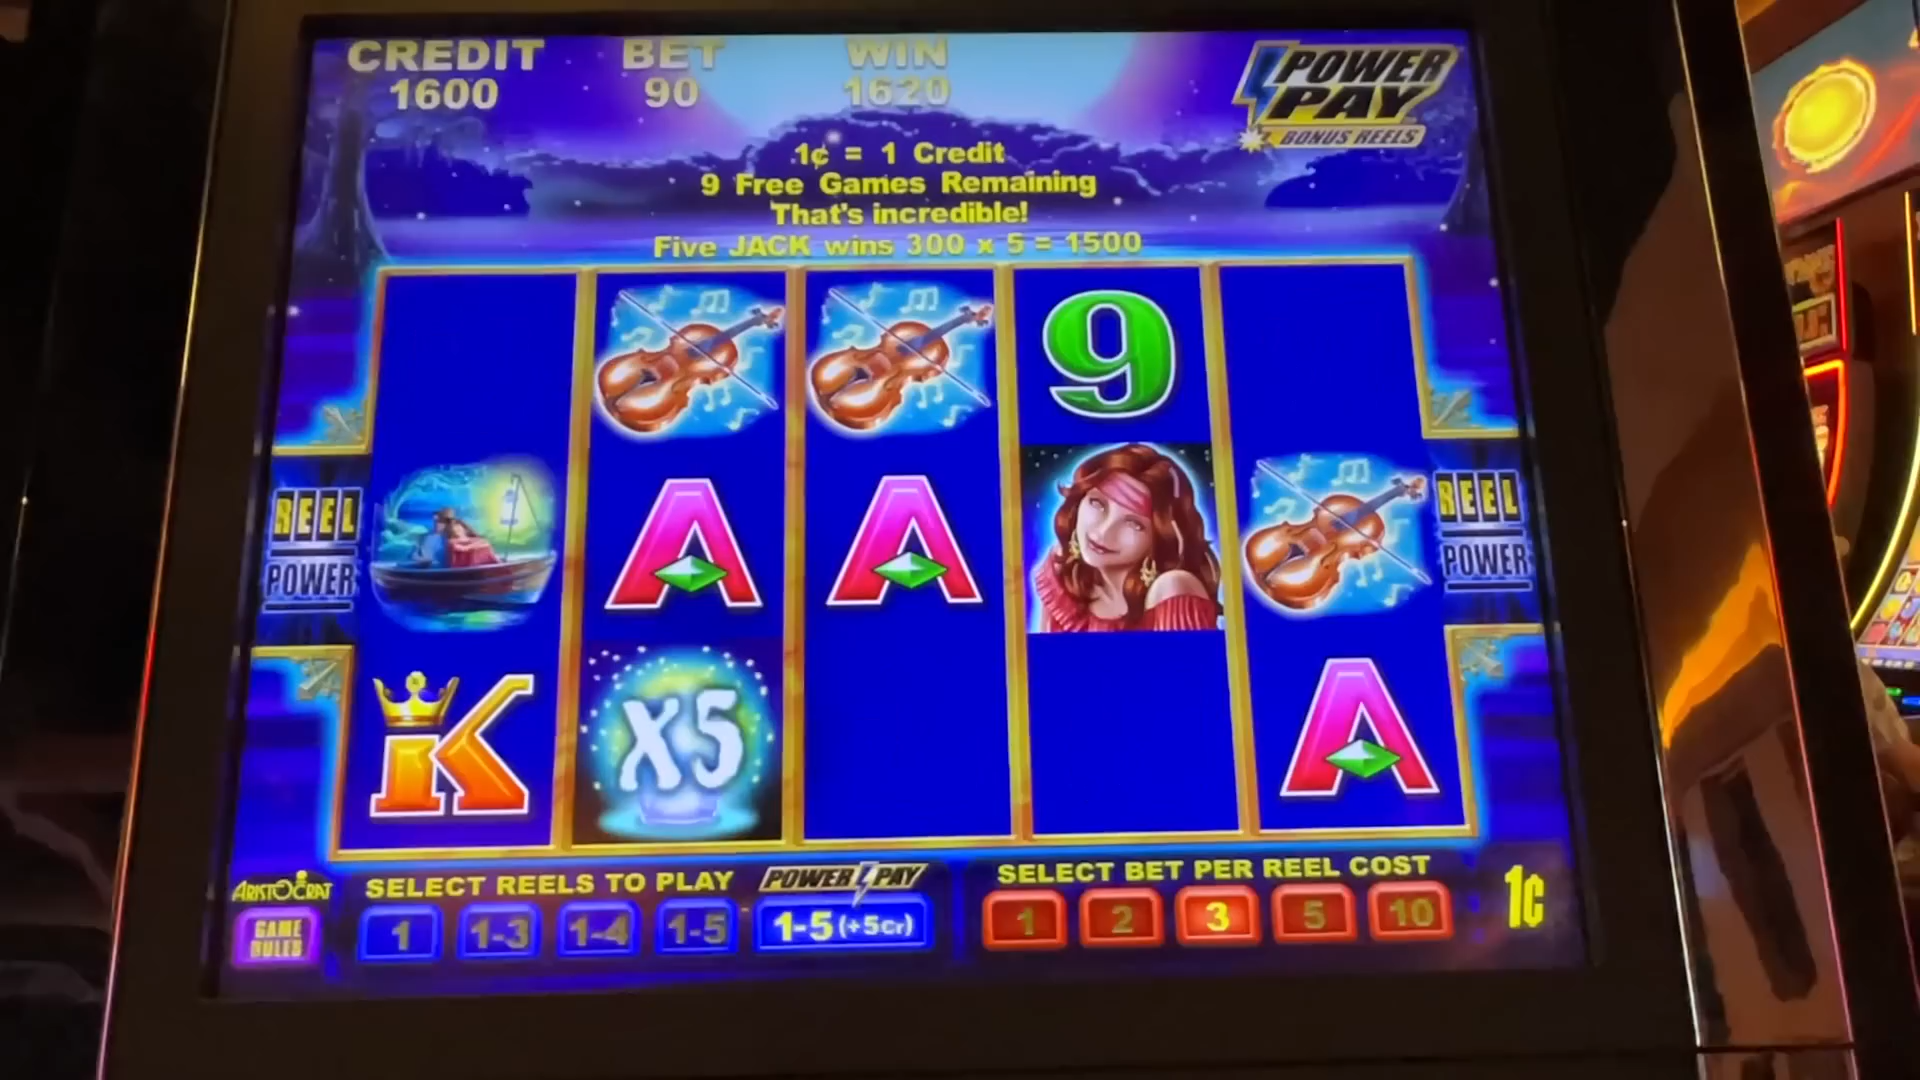 CREDIT BET WIN
1600 90 1620
POWER PAY
BONUS REELS
1¢ = 1 Credit
9 Free Games Remaining
That's incredible!
Five JACK wins 300 x 5 = 1500
9
REEL POWER
A
A
REEL POWER
K
X5
A
ARISTOCRAT
SELECT REELS TO PLAY
POWER PAY
SELECT BET PER REEL COST
1¢
GAME RULES
1 1-3 1-4 1-5 1-5 (+5cr)
1 2 3 5 10